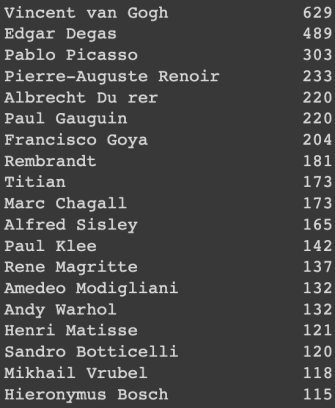 Vincent van Gogh 629
Edgar Degas 489
Pablo Picasso 303
Pierre-Auguste Renoir 233
Albrecht Du rer 220
Paul Gauguin 220
Francisco Goya 204
Rembrandt 181
Titian 173
Marc Chagall 173
Alfred Sisley 165
Paul Klee 142
Rene Magritte 137
Amedeo Modigliani 132
Andy Warhol 132
Henri Matisse 121
Sandro Botticelli 120
Mikhail Vrubel 118
Hieronymus Bosch 115